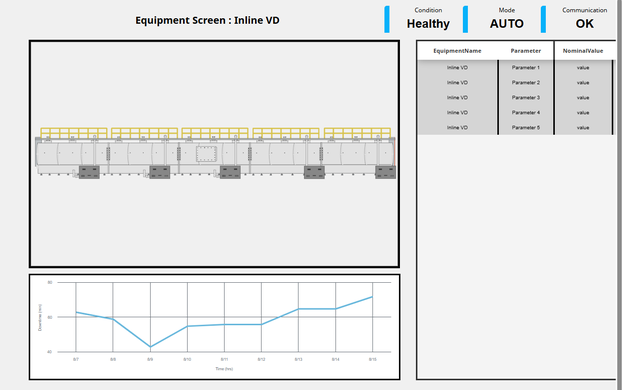 Equipment Screen : Inline VD
Condition
Healthy
Mode
AUTO
Communication
OK
EquipmentName Parameter NominalValue
Inline VD Parameter 1 value
Inline VD Parameter 2 value
Inline VD Parameter 3 value
Inline VD Parameter 4 value
Inline VD Parameter 5 value
8/7 8/8 8/9 8/10 8/11 8/12 8/13 8/14 8/15